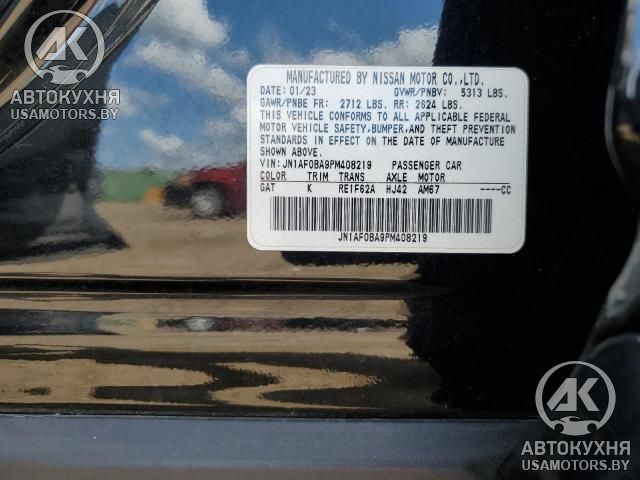 АК
АВТОКУХНЯ
USAMOTORS.BY
MANUFACTURED BY NISSAN MOTOR CO.,LTD.
DATE: 01/23 GVWR/PNBV: 5313 LBS.
GAWR/PNBE FR: 2712 LBS. RR: 2624 LBS.
THIS VEHICLE CONFORMS TO ALL APPLICABLE FEDERAL
MOTOR VEHICLE SAFETY,BUMPER,AND THEFT PREVENTION
STANDARDS IN EFFECT ON THE DATE OF MANUFACTURE
SHOWN ABOVE.
VIN:JN1AF0BA9PM408219 PASSENGER CAR
COLOR TRIM TRANS AXLE MOTOR
GAT K RE1F62A HJ42 AM67 ----CC
JN1AF0BA9PM408219
АК
АВТОКУХНЯ
USAMOTORS.BY